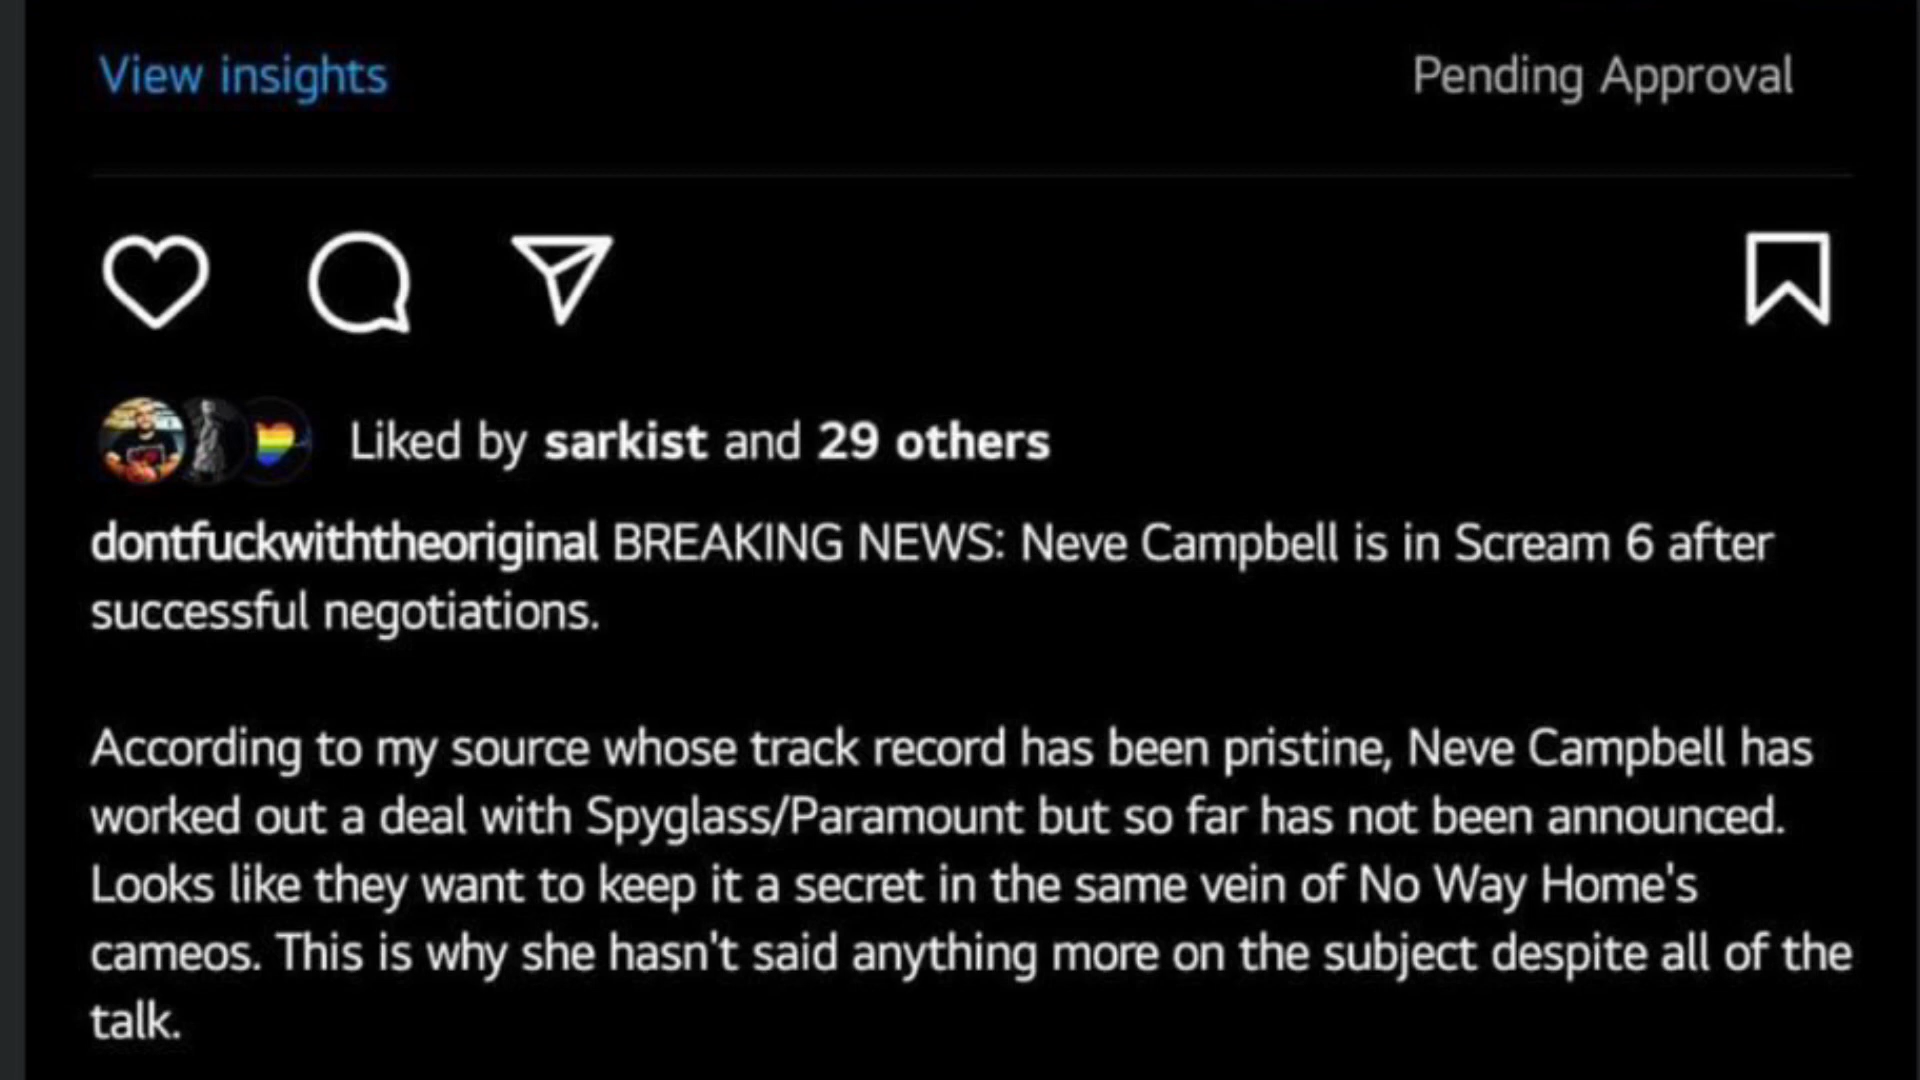 View insights
Pending Approval
Liked by sarkist and 29 others
dontfuckwiththeoriginal BREAKING NEWS: Neve Campbell is in Scream 6 after
successful negotiations.
According to my source whose track record has been pristine, Neve Campbell has
worked out a deal with Spyglass/Paramount but so far has not been announced.
Looks like they want to keep it a secret in the same vein of No Way Home's
cameos. This is why she hasn't said anything more on the subject despite all of the
talk.